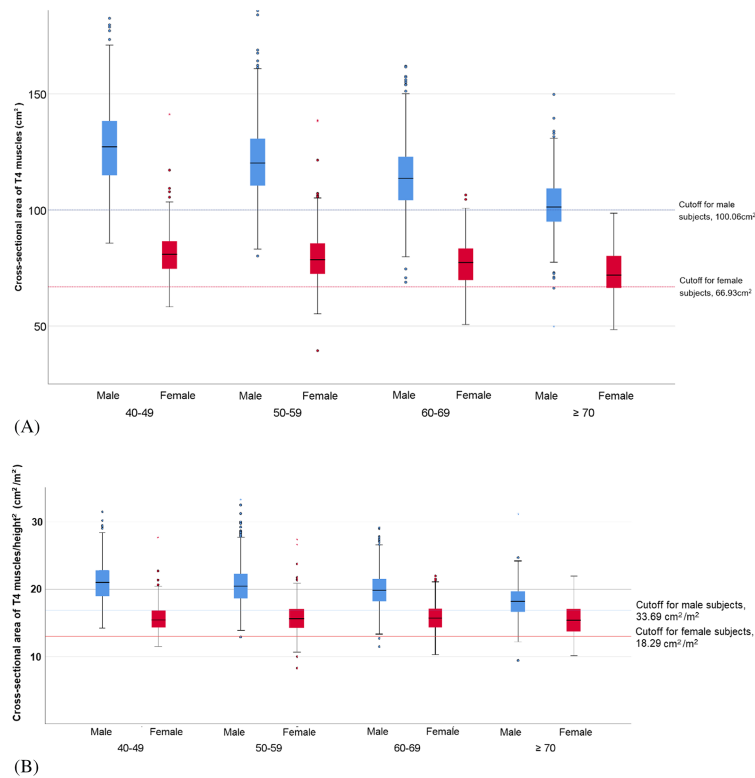 Cross-sectional area of T4 muscles (cm²)
150
100
50
Cutoff for male
subjects, 100.06cm²
Cutoff for female
subjects, 66.93cm²
Male Female Male Female Male Female Male Female
40-49 50-59 60-69 ≥ 70
(A)
Cross-sectional area of T4 muscles/height² (cm²/m²)
30
20
10
Cutoff for male subjects,
33.69 cm²/m²
Cutoff for female subjects,
18.29 cm²/m²
Male Female Male Female Male Female Male Female
40-49 50-59 60-69 ≥ 70
(B)